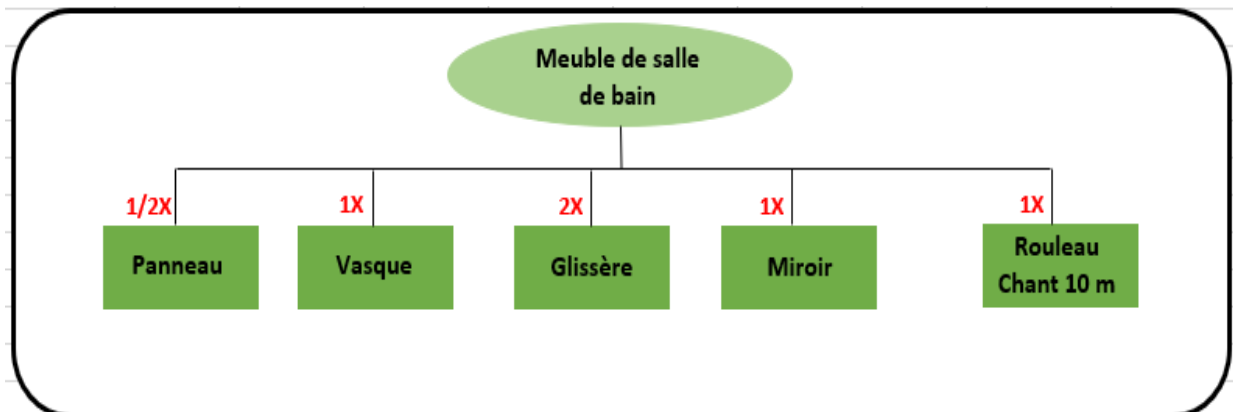 Meuble de salle
de bain
1/2X
1X
2X
1X
1X
Panneau
Vasque
Glissère
Miroir
Rouleau
Chant 10 m